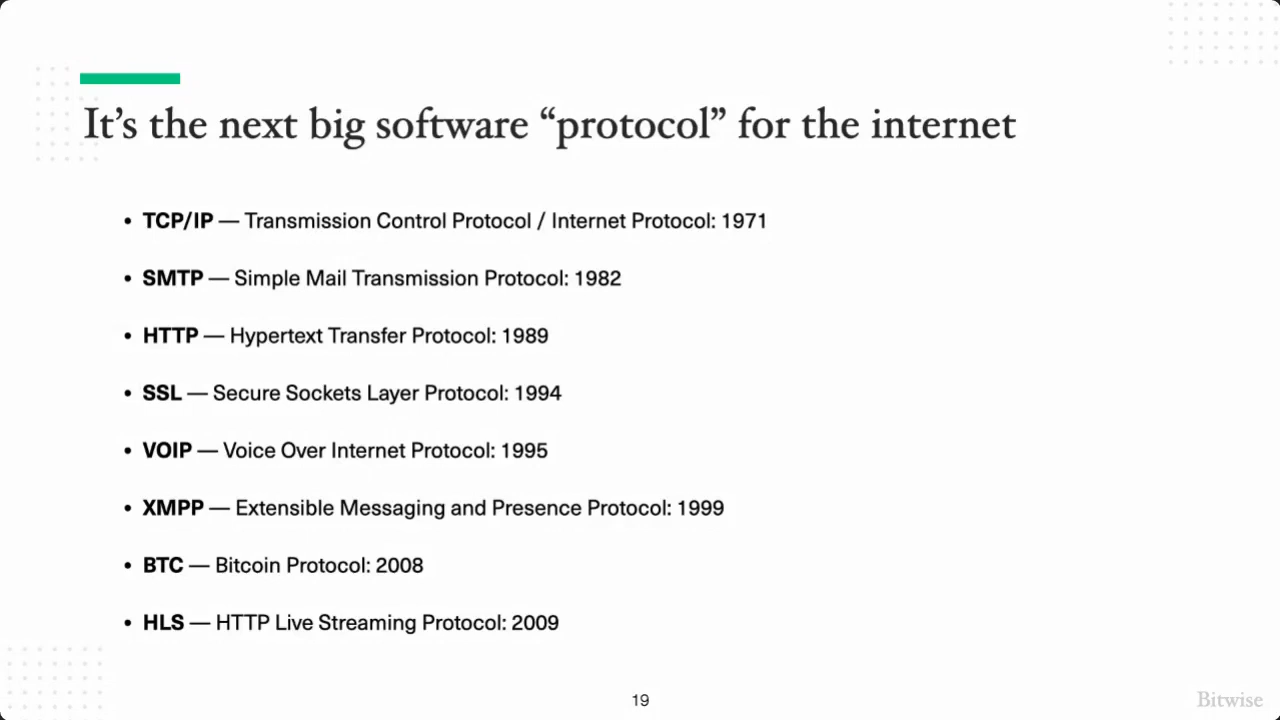 It’s the next big software “protocol” for the internet
• TCP/IP — Transmission Control Protocol / Internet Protocol: 1971
• SMTP — Simple Mail Transmission Protocol: 1982
• HTTP — Hypertext Transfer Protocol: 1989
• SSL — Secure Sockets Layer Protocol: 1994
• VOIP — Voice Over Internet Protocol: 1995
• XMPP — Extensible Messaging and Presence Protocol: 1999
• BTC — Bitcoin Protocol: 2008
• HLS — HTTP Live Streaming Protocol: 2009
19
Bitwise